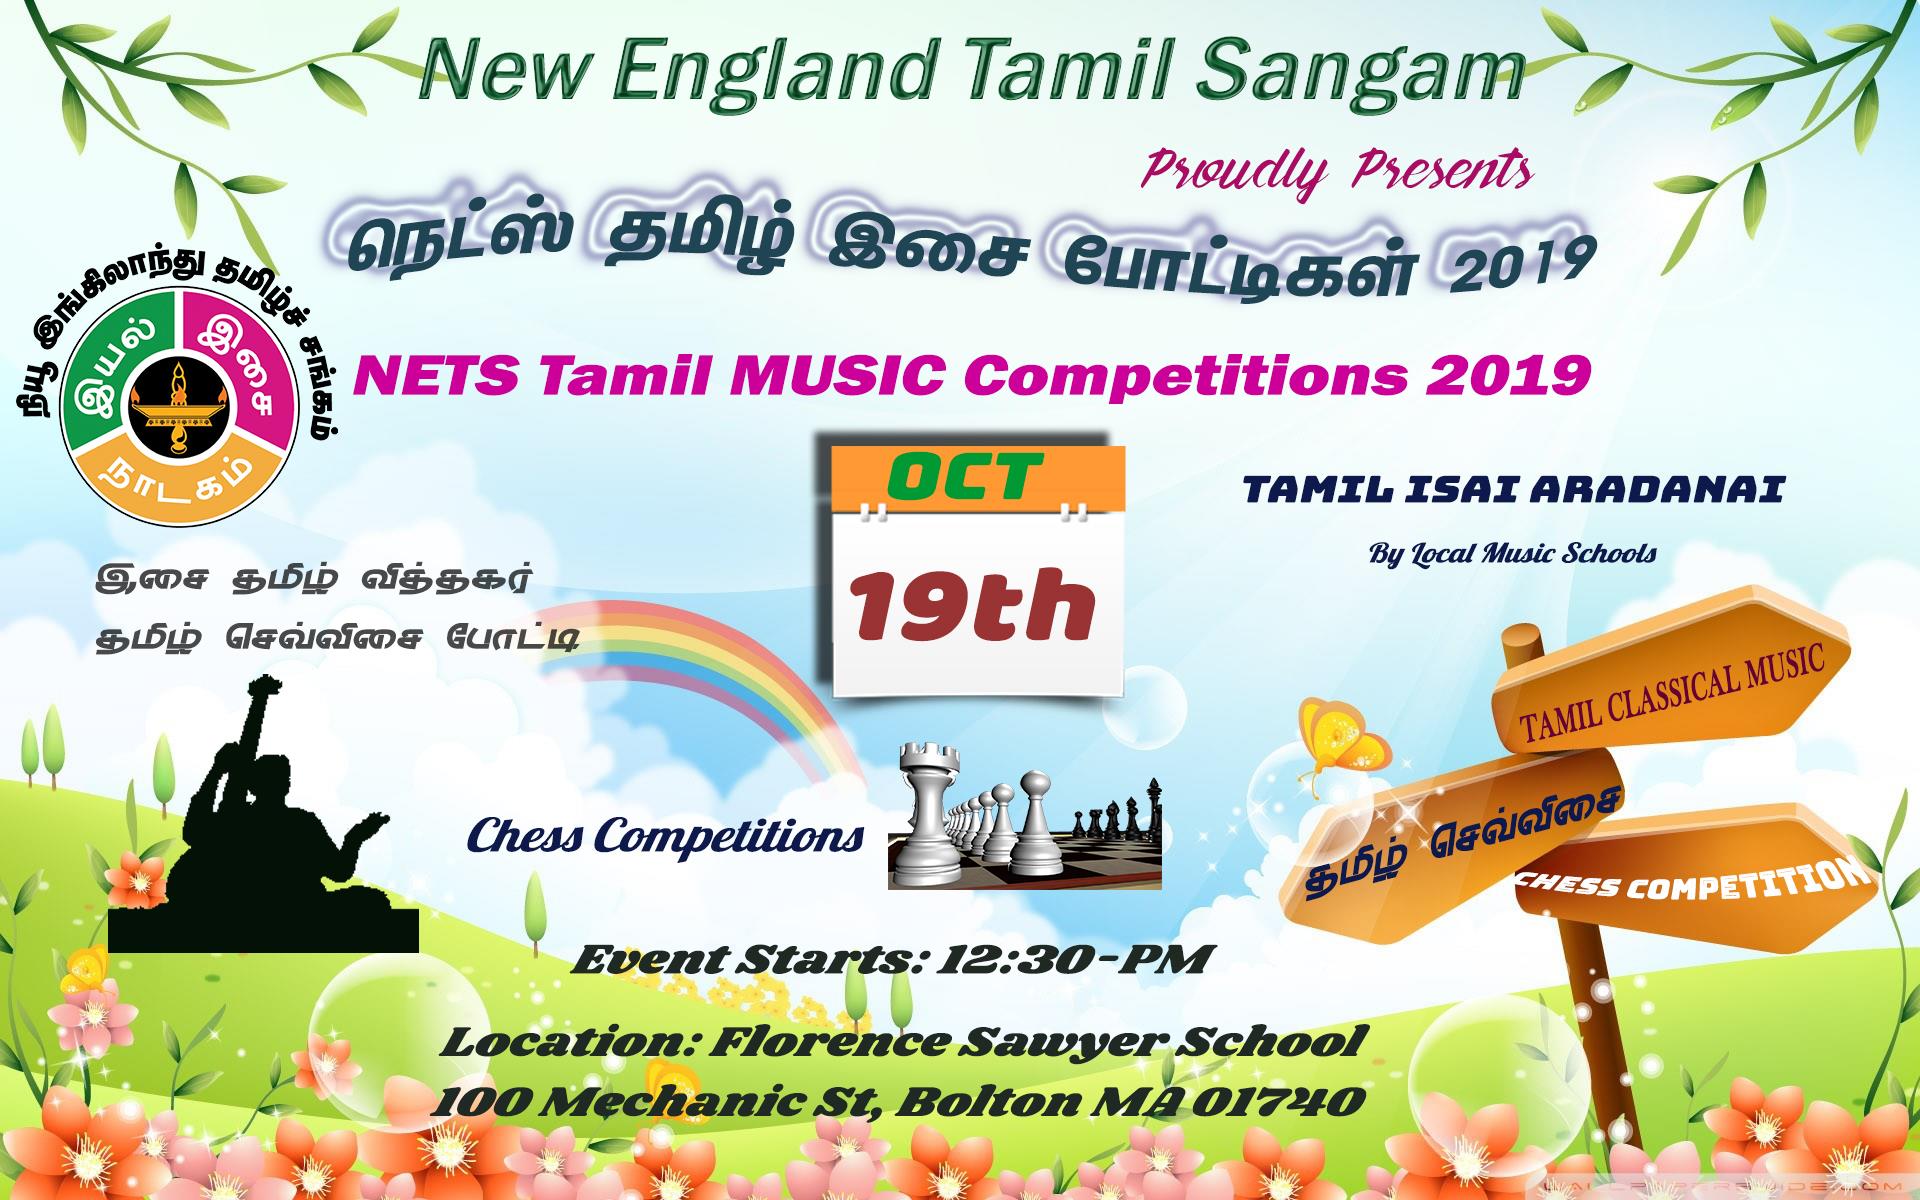 New England Tamil Sangam
Proudly Presents
நெட்ஸ் தமிழ் இசை போட்டிகள் 2019
நியூ இங்கிலாந்து தமிழ்ச் சங்கம்
இயல்
இசை
நாடகம்
NETS Tamil MUSIC Competitions 2019
OCT
19th
TAMIL ISAI ARADANAI
By Local Music Schools
இசை தமிழ் வித்தகர்
தமிழ் செவ்விசை போட்டி
TAMIL CLASSICAL MUSIC
தமிழ் செவ்விசை
CHESS COMPETITION
Chess Competitions
Event Starts: 12:30-PM
Location: Florence Sawyer School
100 Mechanic St, Bolton MA 01740